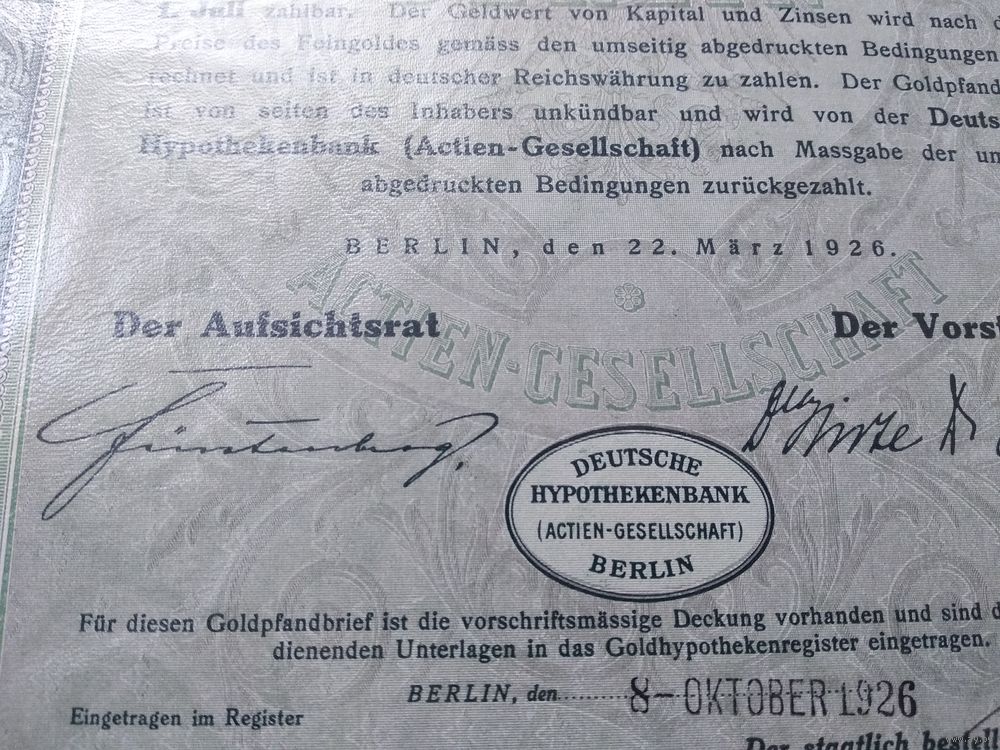 1. Juli zahlbar. Der Geldwert von Kapital und Zinsen wird nach d
Preise des Feingoldes gemäss den umseitig abgedruckten Bedingungen
rechnet und ist in deutscher Reichswährung zu zahlen. Der Goldpfand
ist von seiten des Inhabers unkündbar und wird von der Deuts
Hypothekenbank (Actien-Gesellschaft) nach Massgabe der um
abgedruckten Bedingungen zurückgezahlt.
BERLIN, den 22. März 1926.
ACTIEN-GESELLSCHAFT
Der Aufsichtsrat
Der Vorst
Fürstenberg.
DEUTSCHE
HYPOTHEKENBANK
(ACTIEN-GESELLSCHAFT)
BERLIN
Für diesen Goldpfandbrief ist die vorschriftsmässige Deckung vorhanden und sind d
dienenden Unterlagen in das Goldhypothekenregister eingetragen.
BERLIN, den 8-OKTOBER 1926
Eingetragen im Register
Der staatlich bestell